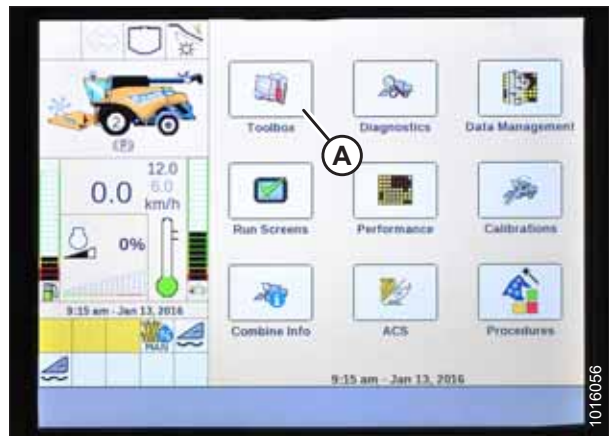 Toolbox
Diagnostics
Data Management
A
2
(P)
12.0
6.0
0.0
km/h
Run Screens
Performance
Calibrations
0%
9:15 am - Jan 13, 2016
MAN
Combine Info
ACS
Procedures
9:15 am - Jan 13, 2016
1016056